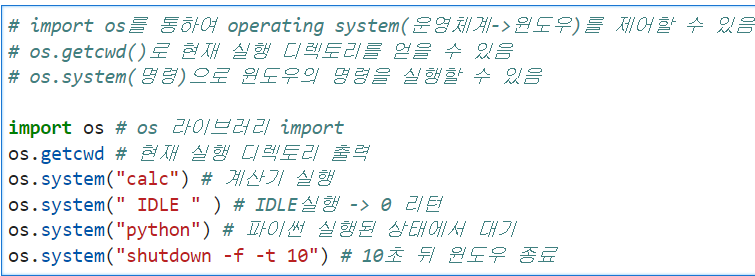 # import os를 통하여 operating system(운영체계->윈도우)를 제어할 수 있음
# os.getcwd()로 현재 실행 디렉토리를 얻을 수 있음
# os.system(명령)으로 윈도우의 명령을 실행할 수 있음
import os # os 라이브러리 import
os.getcwd # 현재 실행 디렉토리 출력
os.system("calc") # 계산기 실행
os.system(" IDLE " ) # IDLE실행 -> 0 리턴
os.system("python") # 파이썬 실행된 상태에서 대기
os.system("shutdown -f -t 10") # 10초 뒤 윈도우 종료